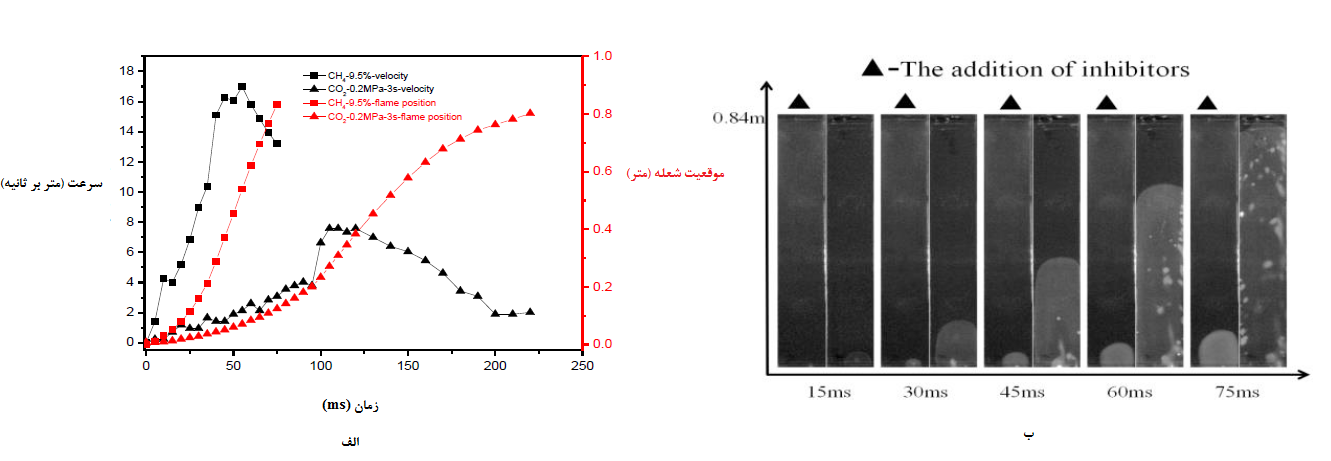 CH4-9.5%-velocity
CO2-0.2MPa-3s-velocity
CH4-9.5%-flame position
CO2-0.2MPa-3s-flame position
18
16
14
12
10
8
6
4
2
0
سرعت (متر بر ثانیه)
1.0
0.8
0.6
0.4
0.2
0.0
موقعیت شعله (متر)
0
50
100
150
200
250
زمان (ms)
الف
▲-The addition of inhibitors
0.84m
15ms
30ms
45ms
60ms
75ms
ب